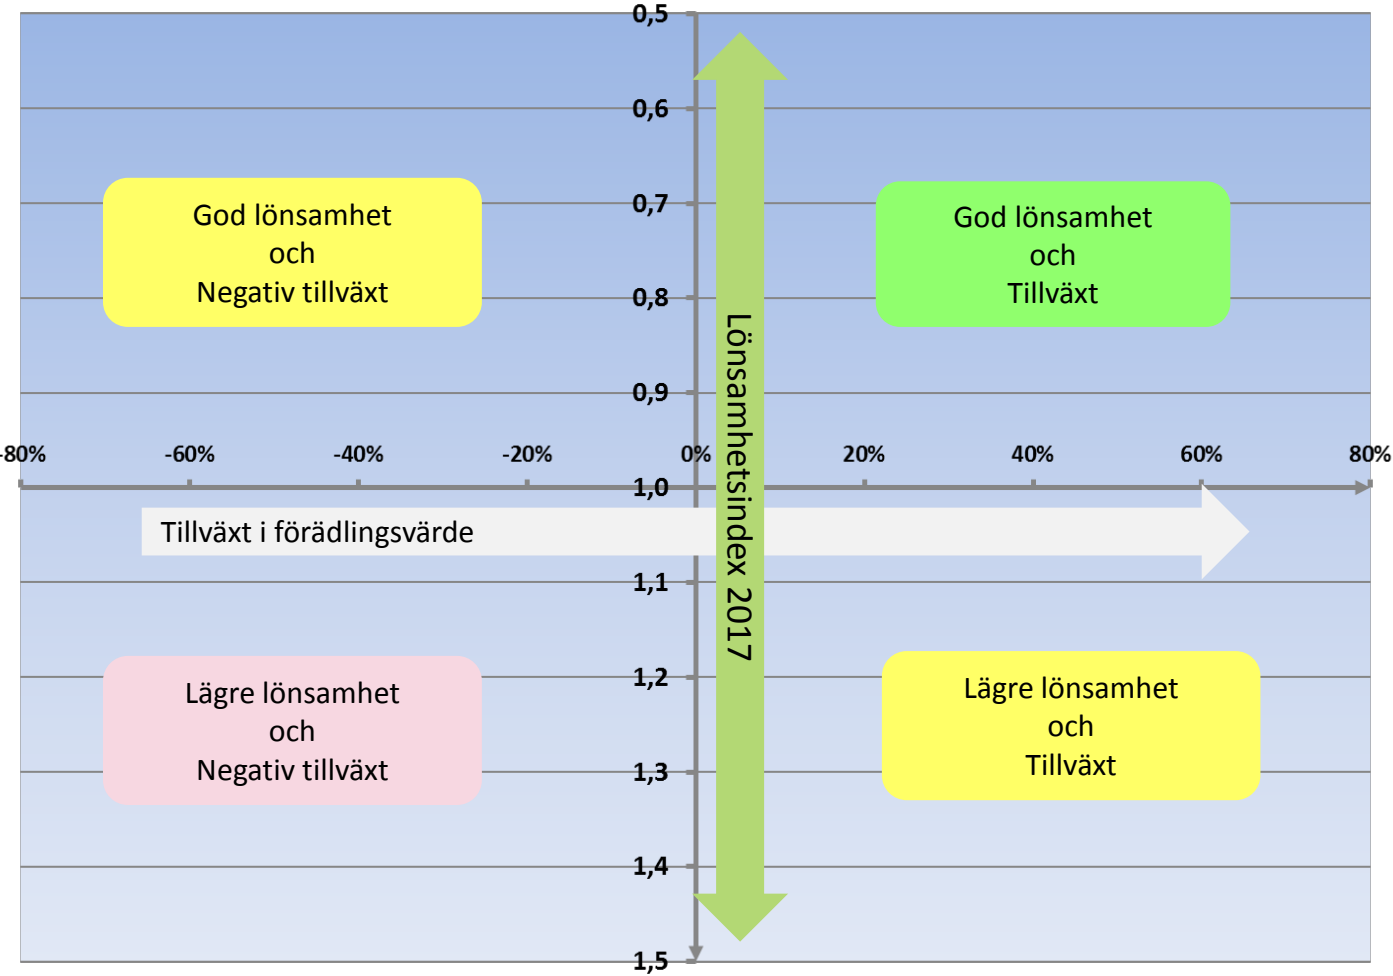 0,5
0,6
God lönsamhet
och
Negativ tillväxt
0,7
God lönsamhet
och
Tillväxt
0,8
0,9
-80%
-60%
-40%
-20%
0%
20%
40%
60%
80%
1,0
Lönsamhetsindex 2017
Tillväxt i förädlingsvärde
1,1
Lägre lönsamhet
och
Negativ tillväxt
1,2
Lägre lönsamhet
och
Tillväxt
1,3
1,4
1,5